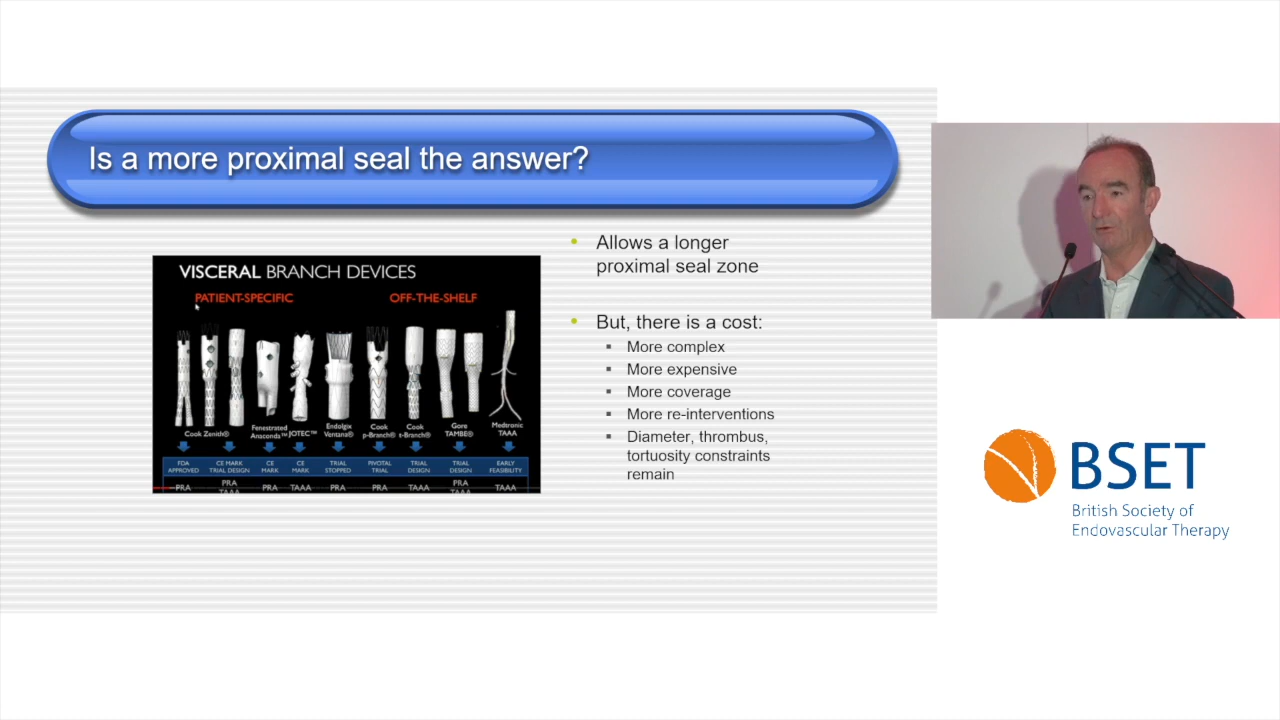 Is a more proximal seal the answer?
VISCERAL BRANCH DEVICES
PATIENT-SPECIFIC OFF-THE-SHELF
Cook Zenith®
Fenestrated
Anaconda™
JOTEC™
Endolgix
Ventana®
Cook
p-Branch®
Cook
t-Branch®
Gore
TAMBE®
Medtronic
TAAA
FDA
APPROVED
CE MARK
TRIAL DESIGN
CE
MARK
CE
MARK
TRIAL
STOPPED
PIVOTAL
TRIAL
TRIAL
DESIGN
TRIAL
DESIGN
EARLY
FEASIBILITY
PRA
PRA
TAAA
PRA
TAAA
PRA
PRA
TAAA
PRA
TAAA
TAAA
• Allows a longer
proximal seal zone
• But, there is a cost:
▪ More complex
▪ More expensive
▪ More coverage
▪ More re-interventions
▪ Diameter, thrombus,
tortuosity constraints
remain
BSET
British Society of
Endovascular Therapy